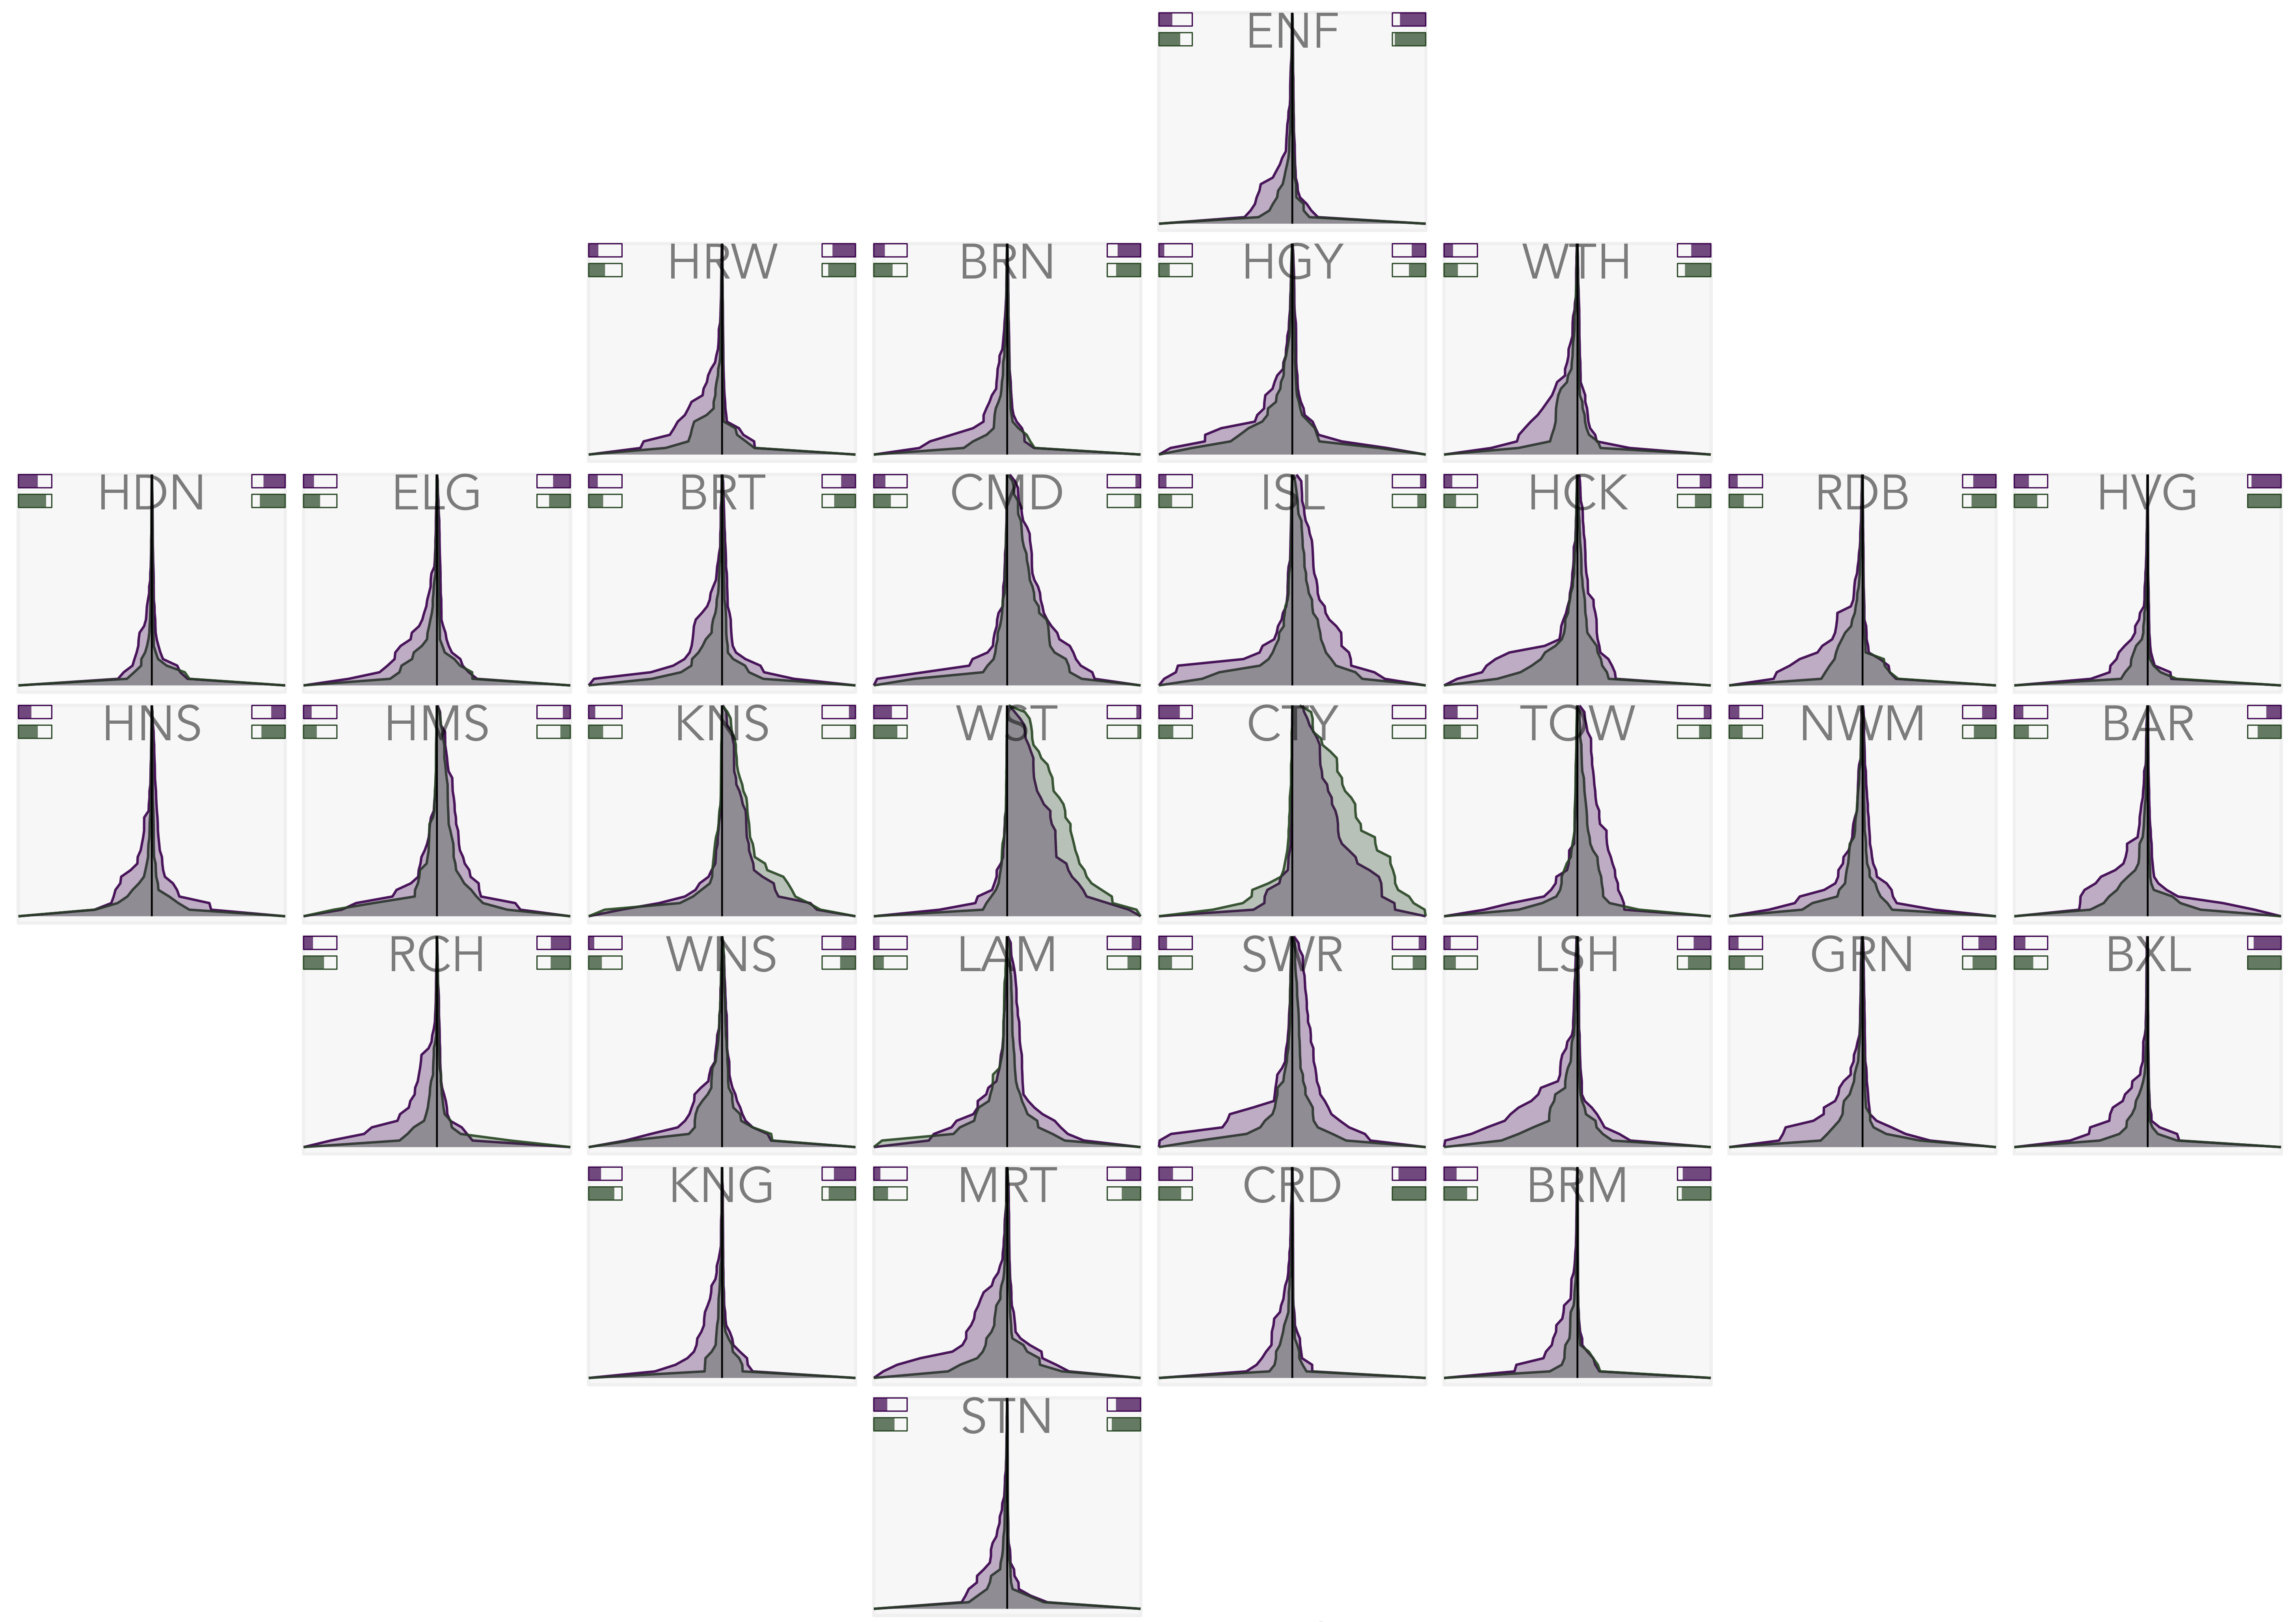 ENF
HRW BRN HGY WTH
HDN ELG BRT CMD ISL HCK RDB HVG
HNS HMS KNS WST CTY TOW NWM BAR
RCH WNS LAM SWR LSH GRN BXL
KNG MRT CRD BRM
STN